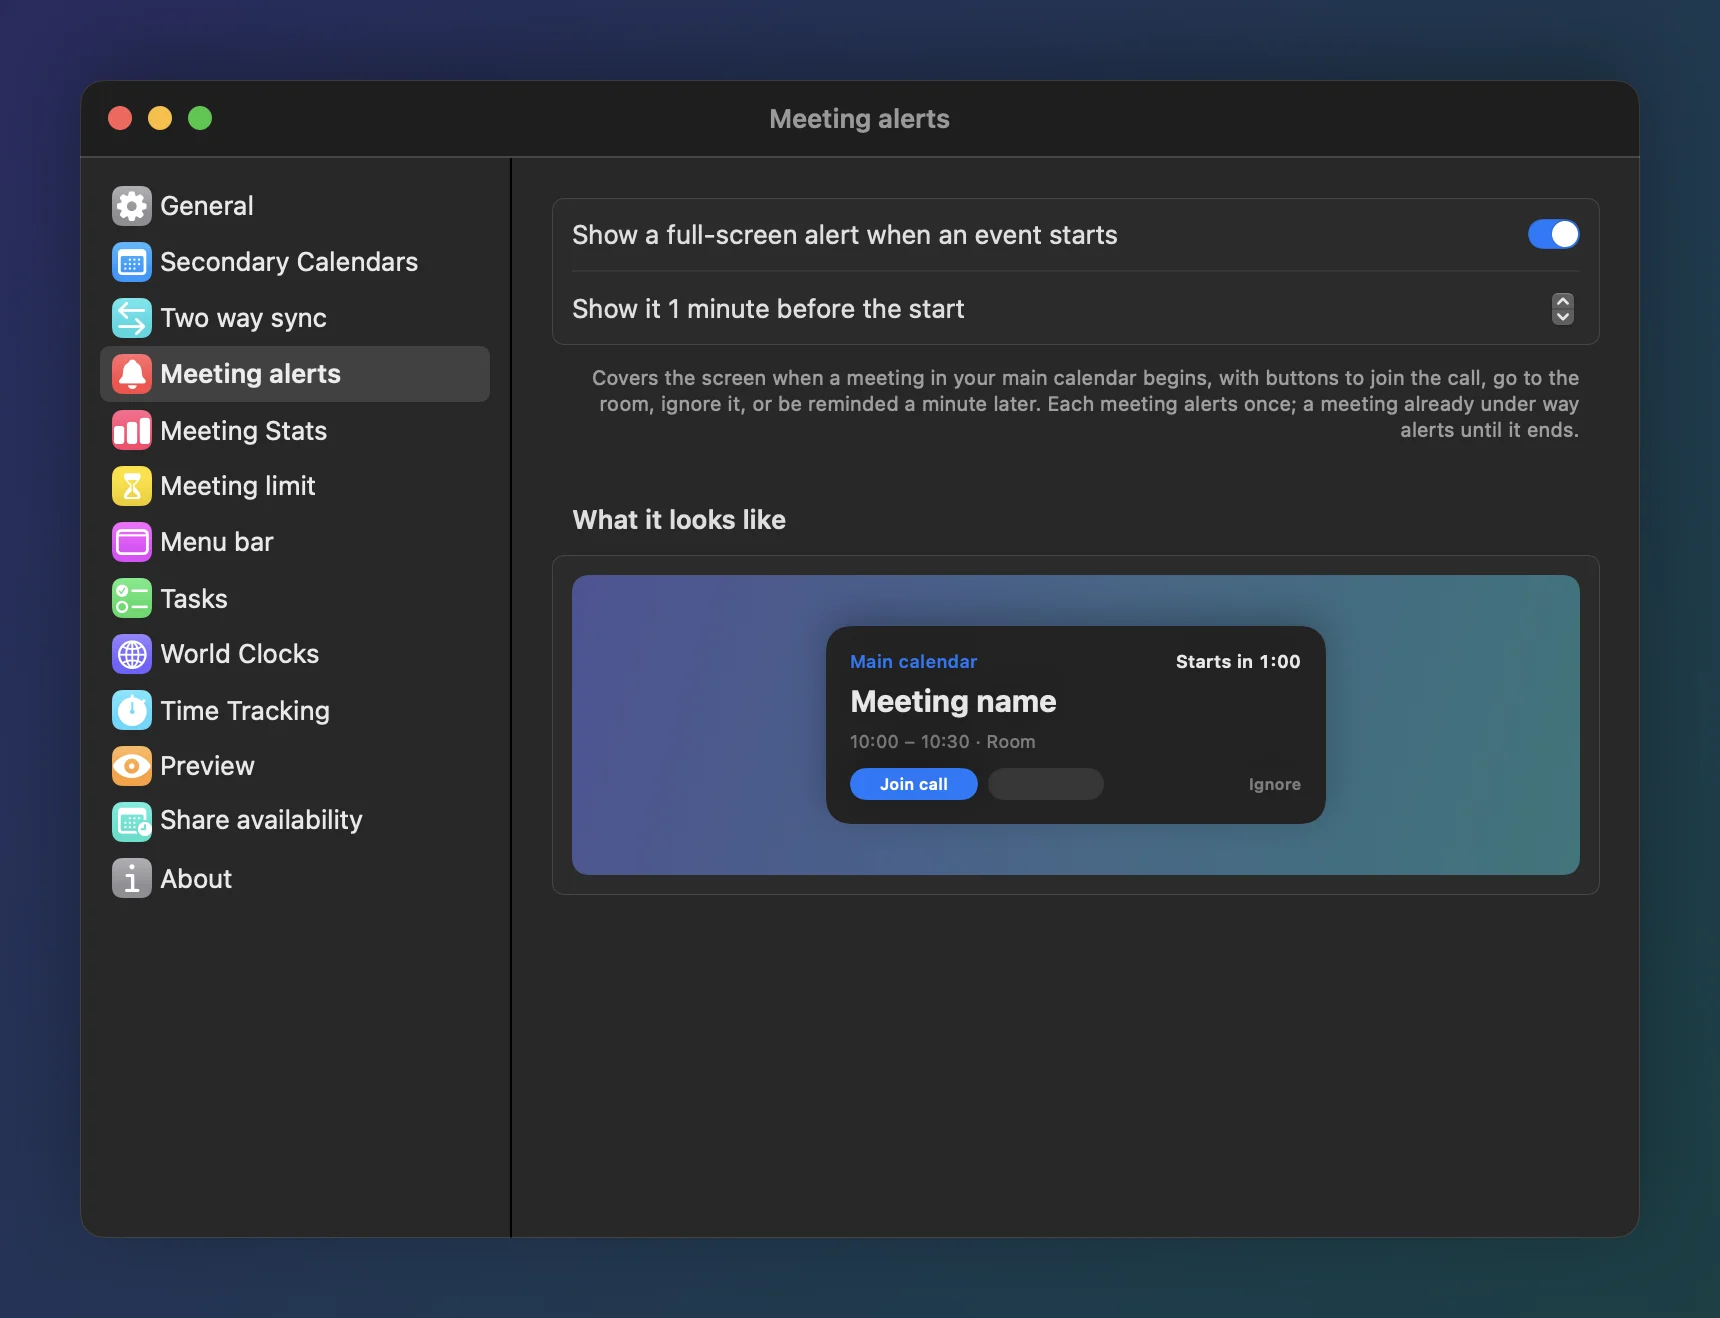 Meeting alerts
General
Secondary Calendars
Two way sync
Meeting alerts
Meeting Stats
Meeting limit
Menu bar
Tasks
World Clocks
Time Tracking
Preview
Share availability
About
Show a full-screen alert when an event starts
Show it 1 minute before the start
Covers the screen when a meeting in your main calendar begins, with buttons to join the call, go to the
room, ignore it, or be reminded a minute later. Each meeting alerts once; a meeting already under way
alerts until it ends.
What it looks like
Main calendar
Starts in 1:00
Meeting name
10:00 – 10:30 · Room
Join call
Ignore